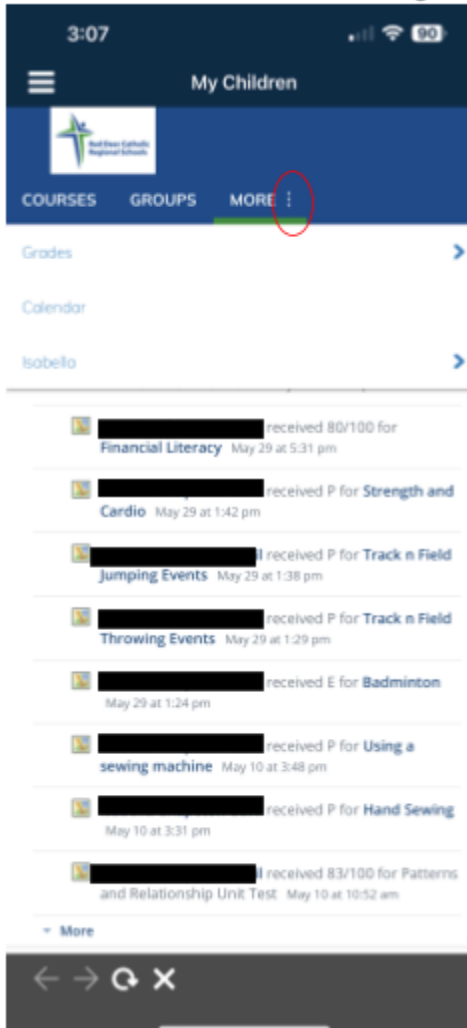 3:07
90
My Children
Red Deer Catholic
Regional Schools
COURSES GROUPS MORE
Grades
Calendar
Isabella
received 80/100 for
Financial Literacy May 29 at 5:31 pm
received P for Strength and
Cardio May 29 at 1:42 pm
l received P for Track n Field
Jumping Events May 29 at 1:38 pm
received P for Track n Field
Throwing Events May 29 at 1:29 pm
received E for Badminton
May 29 at 1:24 pm
received P for Using a
sewing machine May 10 at 3:48 pm
received P for Hand Sewing
May 10 at 3:31 pm
l received 83/100 for Patterns
and Relationship Unit Test May 10 at 10:52 am
More